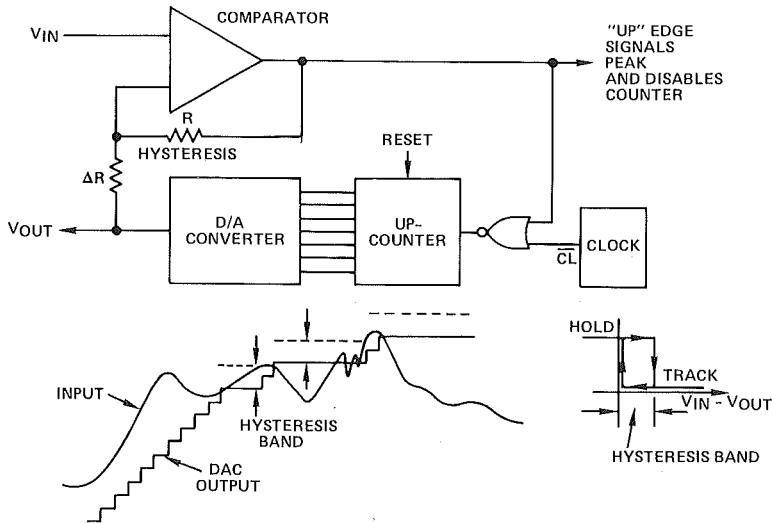 COMPARATOR
VIN
"UP" EDGE
SIGNALS
PEAK
AND DISABLES
COUNTER
R
HYSTERESIS
RESET
ΔR
VOUT
D/A
CONVERTER
UP-
COUNTER
CL
CLOCK
HOLD
TRACK
INPUT
VIN - VOUT
HYSTERESIS
BAND
HYSTERESIS BAND
DAC
OUTPUT